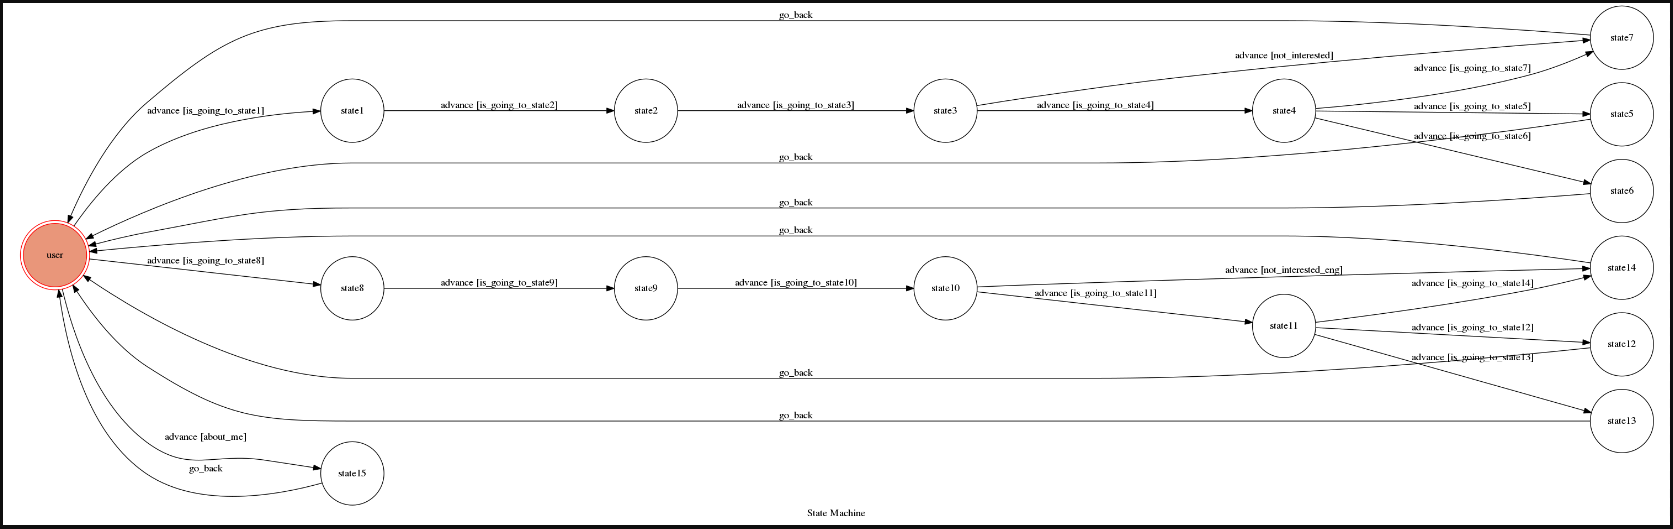 go_back
state7
advance [not_interested]
advance [is_going_to_state7]
advance [is_going_to_state1]
state1
advance [is_going_to_state2]
state2
advance [is_going_to_state3]
state3
advance [is_going_to_state4]
state4
advance [is_going_to_state5]
state5
advance [is_going_to_state6]
go_back
state6
go_back
go_back
user
advance [is_going_to_state8]
state8
advance [is_going_to_state9]
state9
advance [is_going_to_state10]
state10
advance [not_interested_eng]
state14
advance [is_going_to_state14]
advance [is_going_to_state11]
state11
advance [is_going_to_state12]
state12
advance [is_going_to_state13]
go_back
go_back
state13
advance [about_me]
go_back
state15
State Machine